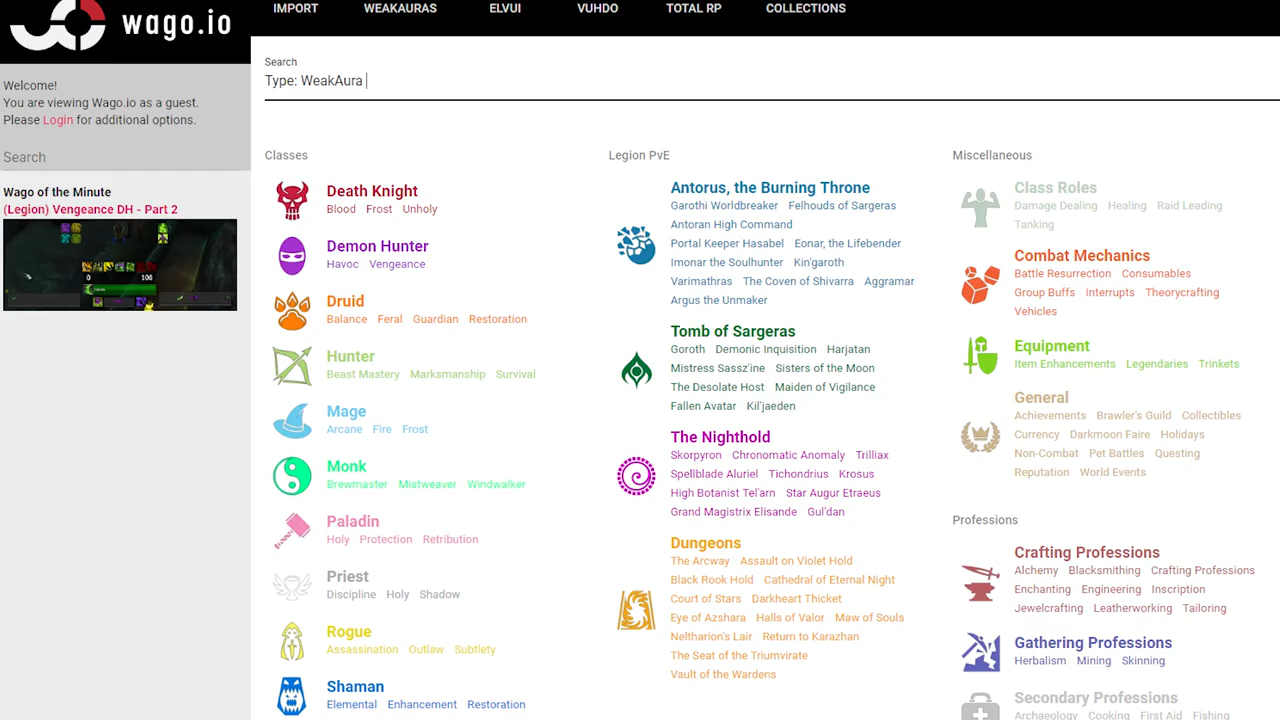 wago.io
IMPORT WEAKAURAS ELVUI VUHDO TOTAL RP COLLECTIONS
Welcome!
You are viewing Wago.io as a guest.
Please Login for additional options.
Search
Wago of the Minute
(Legion) Vengeance DH - Part 2
0 100
Search
Type: WeakAura
Classes
Death Knight
Blood Frost Unholy
Demon Hunter
Havoc Vengeance
Druid
Balance Feral Guardian Restoration
Hunter
Beast Mastery Marksmanship Survival
Mage
Arcane Fire Frost
Monk
Brewmaster Mistweaver Windwalker
Paladin
Holy Protection Retribution
Priest
Discipline Holy Shadow
Rogue
Assassination Outlaw Subtlety
Shaman
Elemental Enhancement Restoration
Legion PvE
Antorus, the Burning Throne
Garothi Worldbreaker Felhouds of Sargeras
Antoran High Command
Portal Keeper Hasabel Eonar, the Lifebender
Imonar the Soulhunter Kin'garoth
Varimathras The Coven of Shivarra Aggramar
Argus the Unmaker
Tomb of Sargeras
Goroth Demonic Inquisition Harjatan
Mistress Sassz'ine Sisters of the Moon
The Desolate Host Maiden of Vigilance
Fallen Avatar Kil'jaeden
The Nighthold
Skorpyron Chronomatic Anomaly Trilliax
Spellblade Aluriel Tichondrius Krosus
High Botanist Tel'arn Star Augur Etraeus
Grand Magistrix Elisande Gul'dan
Dungeons
The Arcway Assault on Violet Hold
Black Rook Hold Cathedral of Eternal Night
Court of Stars Darkheart Thicket
Eye of Azshara Halls of Valor Maw of Souls
Neltharion's Lair Return to Karazhan
The Seat of the Triumvirate
Vault of the Wardens
Miscellaneous
Class Roles
Damage Dealing Healing Raid Leading
Tanking
Combat Mechanics
Battle Resurrection Consumables
Group Buffs Interrupts Theorycrafting
Vehicles
Equipment
Item Enhancements Legendaries Trinkets
General
Achievements Brawler's Guild Collectibles
Currency Darkmoon Faire Holidays
Non-Combat Pet Battles Questing
Reputation World Events
Professions
Crafting Professions
Alchemy Blacksmithing Crafting Professions
Enchanting Engineering Inscription
Jewelcrafting Leatherworking Tailoring
Gathering Professions
Herbalism Mining Skinning
Secondary Professions
Archaeology Cooking First Aid Fishing